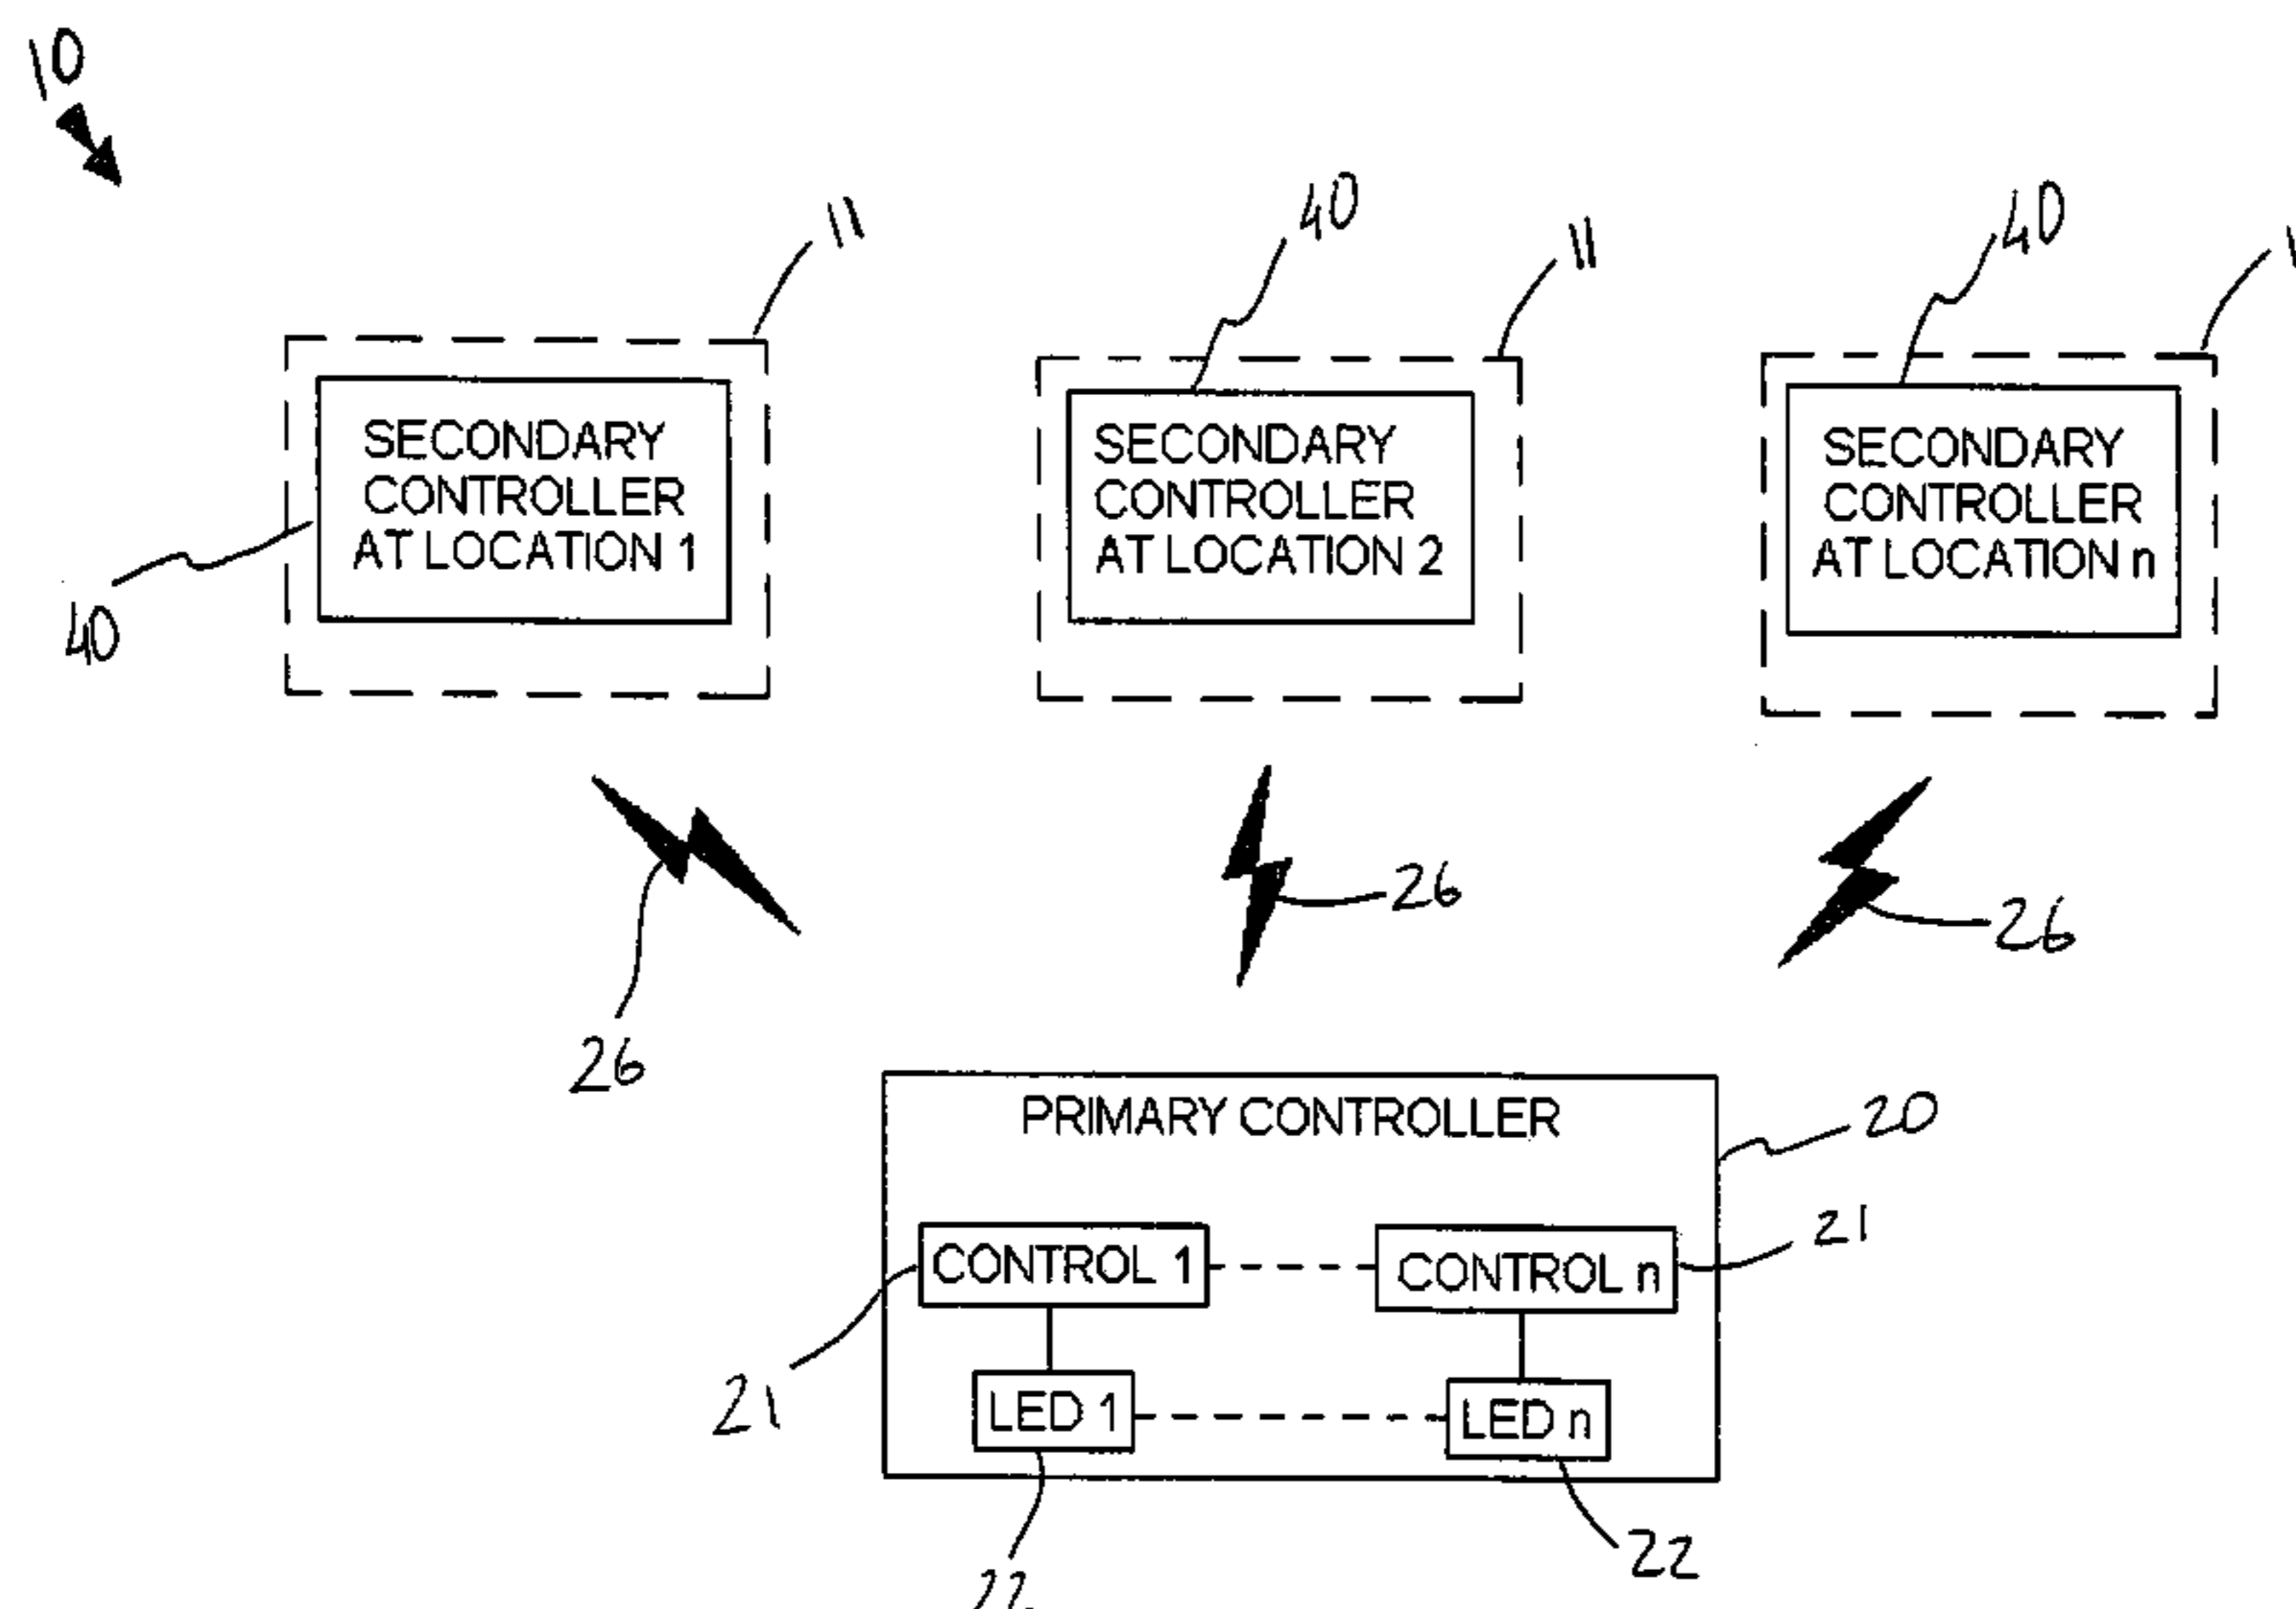 10
11
40
11
40
SECONDARY
CONTROLLER
AT LOCATION 1
SECONDARY
CONTROLLER
AT LOCATION 2
SECONDARY
CONTROLLER
AT LOCATION n
40
26
26
26
PRIMARY CONTROLLER
20
21
CONTROL 1
CONTROL n
21
LED 1
LED n
22
22